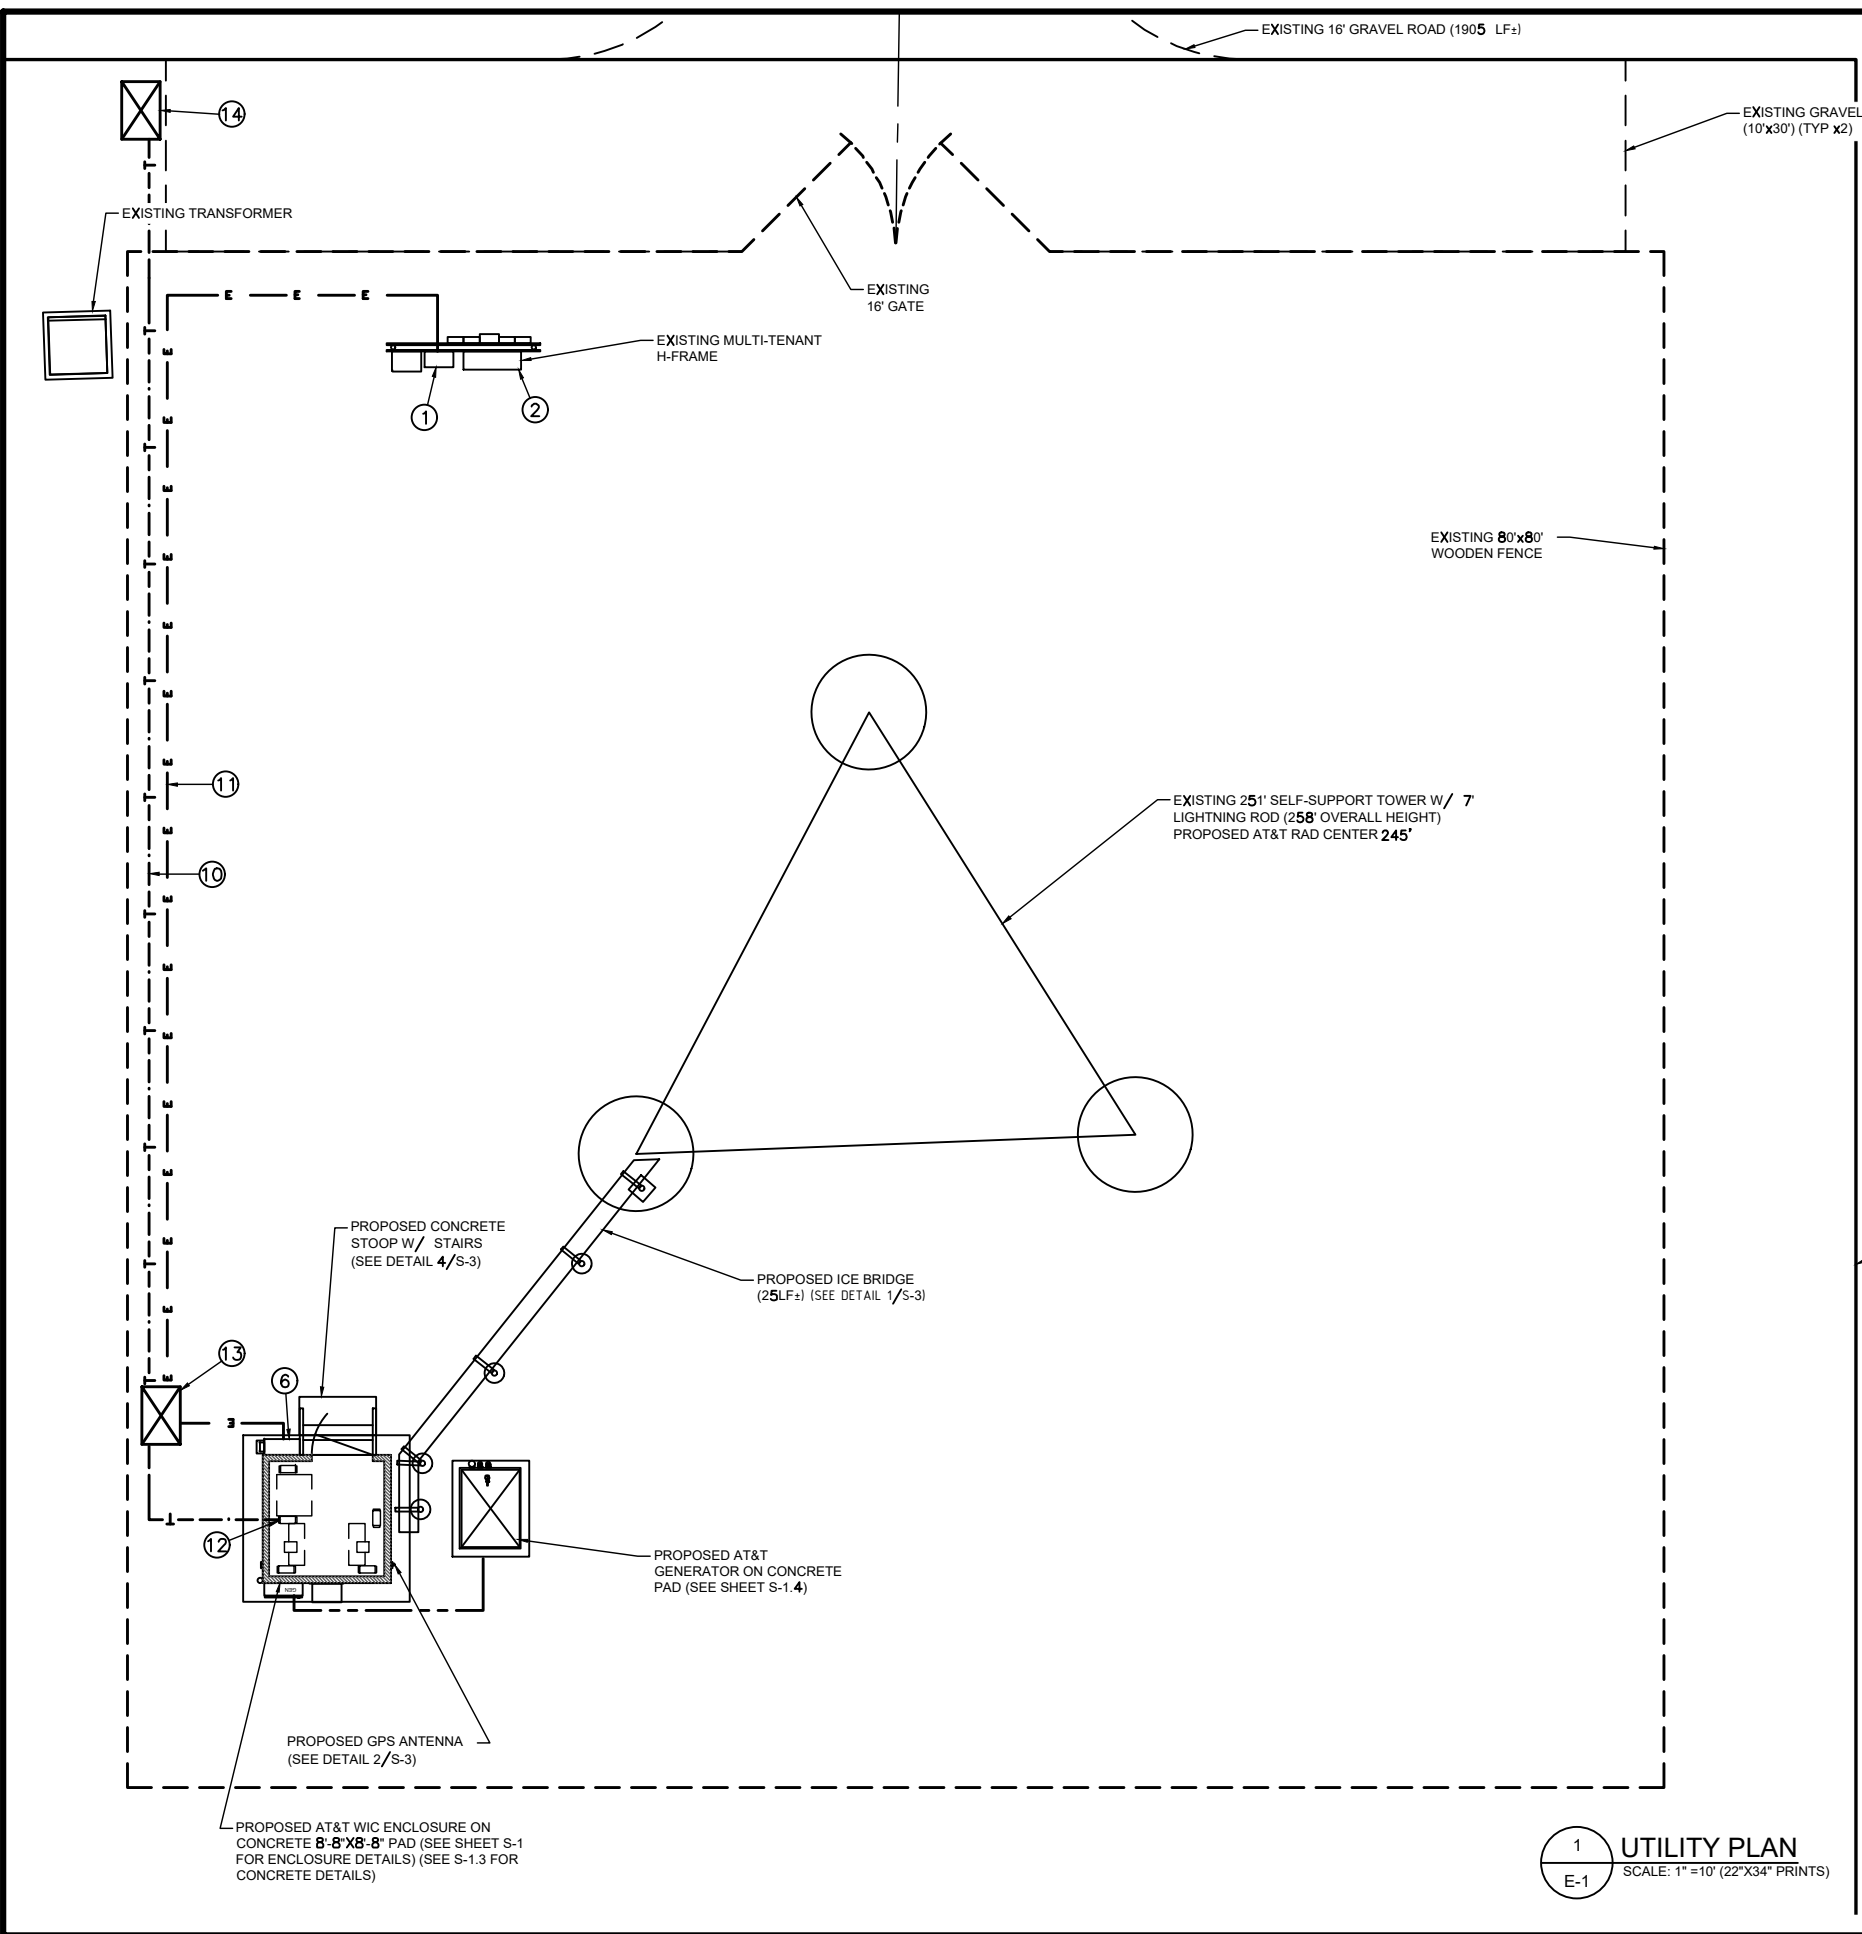 EXISTING 16' GRAVEL ROAD (1905 LF±)
14
EXISTING GRAVEL
(10'x30') (TYP x2)
EXISTING TRANSFORMER
E E E
EXISTING
16' GATE
EXISTING MULTI-TENANT
H-FRAME
1
2
EXISTING 80'x80'
WOODEN FENCE
11
10
EXISTING 251' SELF-SUPPORT TOWER W/ 7'
LIGHTNING ROD (258' OVERALL HEIGHT)
PROPOSED AT&T RAD CENTER 245'
PROPOSED CONCRETE
STOOP W/ STAIRS
(SEE DETAIL 4/S-3)
PROPOSED ICE BRIDGE
(25LF±) (SEE DETAIL 1/S-3)
13
6
E
T
12
GEN
PROPOSED AT&T
GENERATOR ON CONCRETE
PAD (SEE SHEET S-1.4)
PROPOSED GPS ANTENNA
(SEE DETAIL 2/S-3)
PROPOSED AT&T WIC ENCLOSURE ON
CONCRETE 8'-8"X8'-8" PAD (SEE SHEET S-1
FOR ENCLOSURE DETAILS) (SEE S-1.3 FOR
CONCRETE DETAILS)
1
E-1
UTILITY PLAN
SCALE: 1" =10' (22"X34" PRINTS)